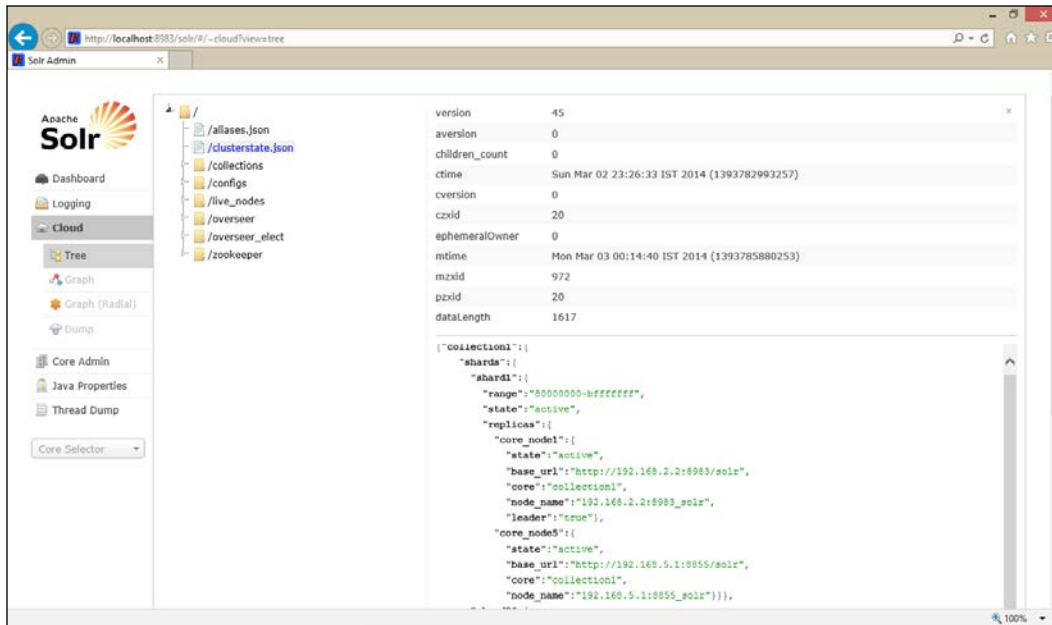 http://localhost:8983/solr/#/~cloud?view=tree
Solr Admin
Apache
Solr
Dashboard
Logging
Cloud
Tree
Graph
Graph (Radial)
Dump
Core Admin
Java Properties
Thread Dump
Core Selector
/
/aliases.json
/clusterstate.json
/collections
/configs
/live_nodes
/overseer
/overseer_elect
/zookeeper
version 45
aversion 0
children_count 0
ctime Sun Mar 02 23:26:33 IST 2014 (1393782993257)
cversion 0
czxid 20
ephemeralOwner 0
mtime Mon Mar 03 00:14:40 IST 2014 (1393785880253)
mzxid 972
pzxid 20
dataLength 1617
{"collection1":{
"shards":{
"shard1":{
"range":"80000000-bfffffff",
"state":"active",
"replicas":{
"core_node1":{
"state":"active",
"base_url":"http://192.168.2.2:8983/solr",
"core":"collection1",
"node_name":"192.168.2.2:8983_solr",
"leader":"true"},
"core_node5":{
"state":"active",
"base_url":"http://192.168.5.1:8855/solr",
"core":"collection1",
"node_name":"192.168.5.1:8855_solr"}}},
100%